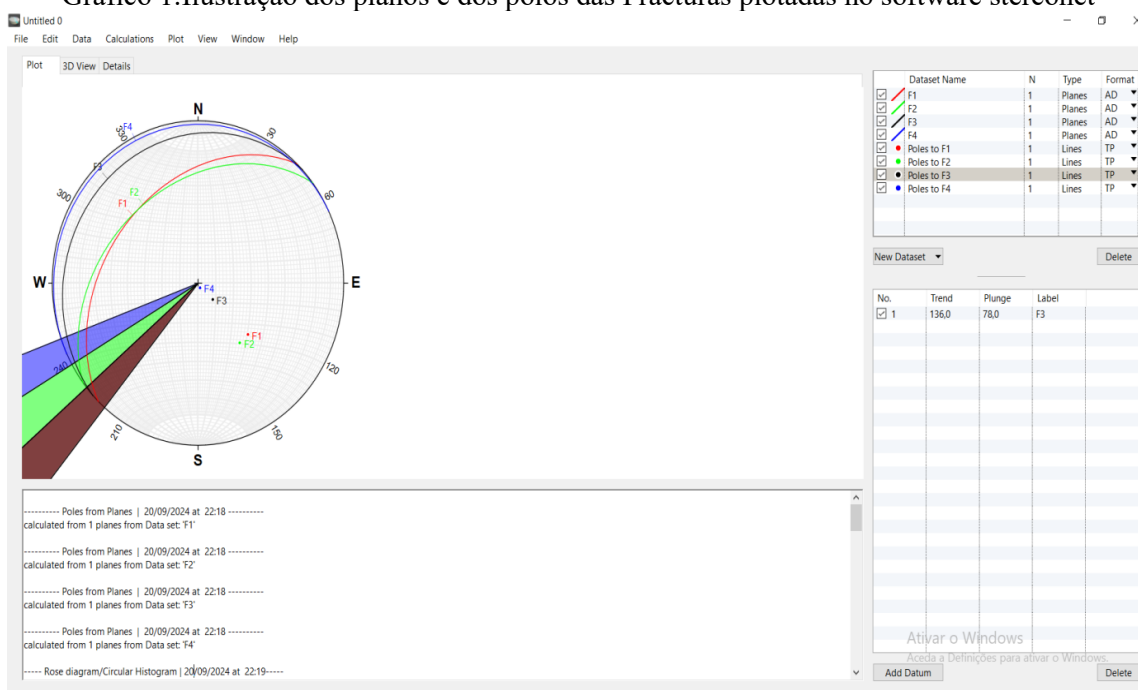 Gráfico 1.Ilustração dos planos e dos polos das Fracturas plotadas no software stereonet
Untitled 0
File Edit Data Calculations Plot View Window Help
Plot 3D View Details
N
F4
330
30
F3
300
F2
F1
60
W
E
F4
F3
F1
F2
240
120
210
150
S
Dataset Name N Type Format
F1 1 Planes AD
F2 1 Planes AD
F3 1 Planes AD
F4 1 Planes AD
Poles to F1 1 Lines TP
Poles to F2 1 Lines TP
Poles to F3 1 Lines TP
Poles to F4 1 Lines TP
New Dataset Delete
No. Trend Plunge Label
1 136,0 78,0 F3
---------- Poles from Planes | 20/09/2024 at 22:18 ----------
calculated from 1 planes from Data set: 'F1'
---------- Poles from Planes | 20/09/2024 at 22:18 ----------
calculated from 1 planes from Data set: 'F2'
---------- Poles from Planes | 20/09/2024 at 22:18 ----------
calculated from 1 planes from Data set: 'F3'
---------- Poles from Planes | 20/09/2024 at 22:18 ----------
calculated from 1 planes from Data set: 'F4'
----- Rose diagram/Circular Histogram | 20/09/2024 at 22:19-----
Ativar o Windows
Aceda a Definições para ativar o Windows.
Add Datum Delete